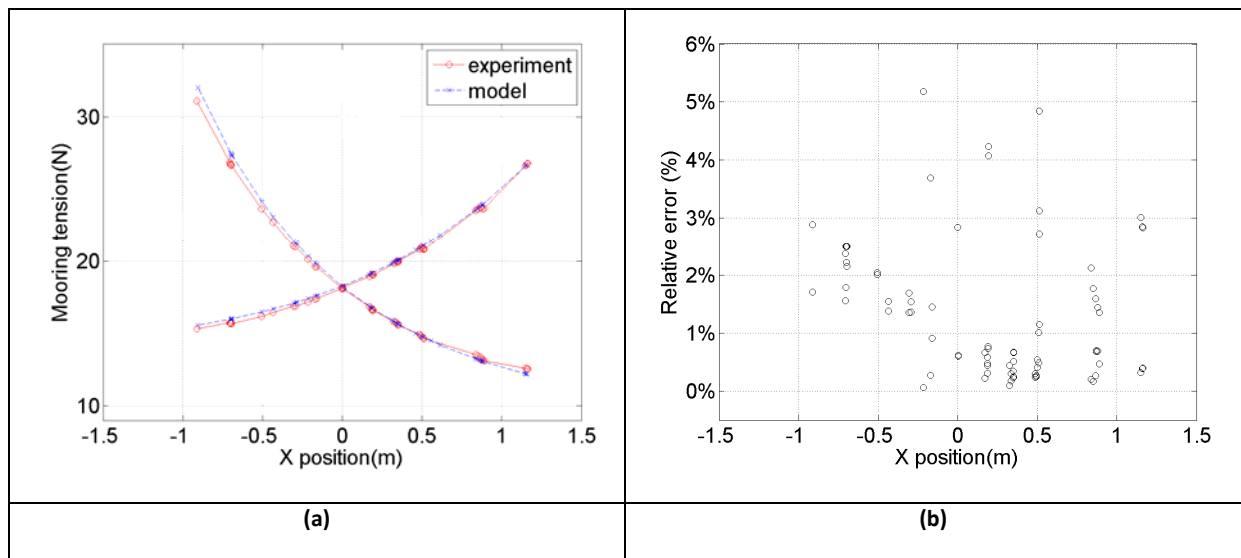 experiment
model
30
20
10
Mooring tension(N)
-1.5 -1 -0.5 0 0.5 1 1.5
X position(m)
(a)
6%
5%
4%
3%
2%
1%
0%
Relative error (%)
-1.5 -1 -0.5 0 0.5 1 1.5
X position(m)
(b)